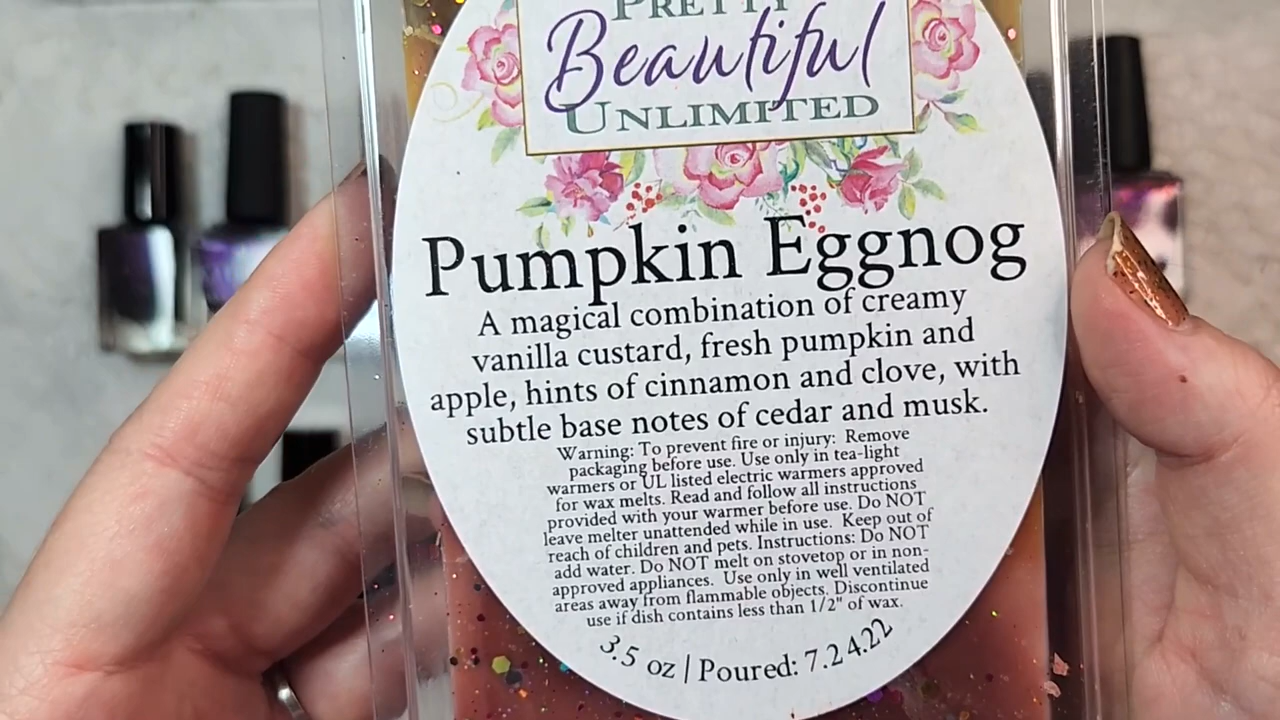 PRETTY
Beautiful
UNLIMITED
Pumpkin Eggnog
A magical combination of creamy
vanilla custard, fresh pumpkin and
apple, hints of cinnamon and clove, with
subtle base notes of cedar and musk.
Warning: To prevent fire or injury: Remove
packaging before use. Use only in tea-light
warmers or UL listed electric warmers approved
for wax melts. Read and follow all instructions
provided with your warmer before use. Do NOT
leave melter unattended while in use. Keep out of
reach of children and pets. Instructions: Do NOT
add water. Do NOT melt on stovetop or in non-
approved appliances. Use only in well ventilated
areas away from flammable objects. Discontinue
use if dish contains less than 1/2" of wax.
3.5 oz | Poured: 7.24.22